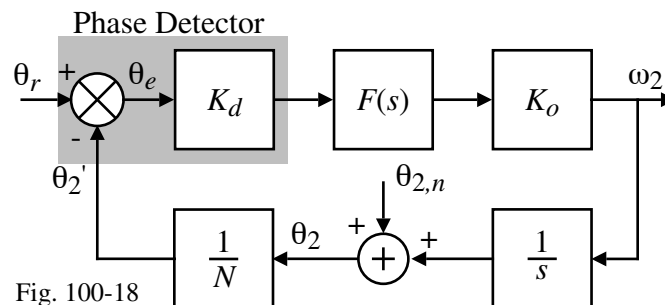 Phase Detector
θr
+
θe
Kd
F(s)
Ko
ω2
-
θ2'
θ2,n
1
N
θ2
+
+
+
1
s
Fig. 100-18